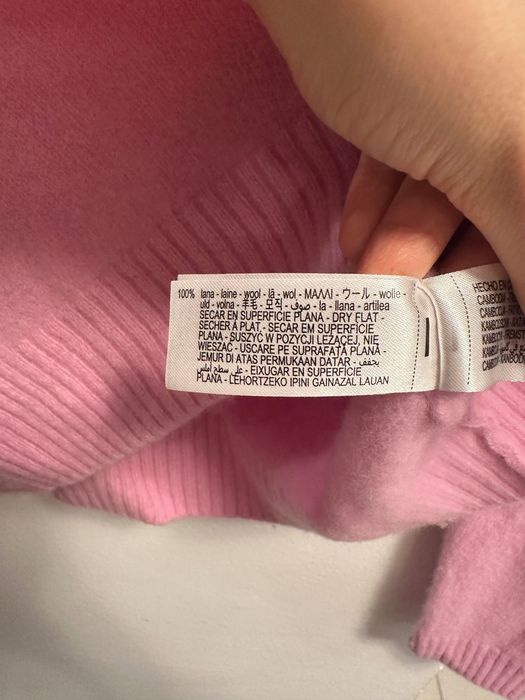 100% lana - laine - wool - lã - wol - ΜΑΛΛΙ - ウール - wolle -
uld - volna - 羊毛 - 모직 - صوف - la - llana - artilea
SECAR EN SUPERFICIE PLANA - DRY FLAT -
SÉCHER À PLAT - SECAR EM SUPERFÍCIE
PLANA - SUSZYĆ W POZYCJI LEŻĄCEJ, NIE
WIESZAĆ - USCARE PE SUPRAFAȚĂ PLANĂ -
JEMUR DI ATAS PERMUKAAN DATAR - يجفف
على سطح أملس - EIXUGAR EN SUPERFÍCIE
PLANA - LEHORTZEKO IPINI GAINAZAL LAUAN
HECHO EN
CAMBODIA
CAMBODJA